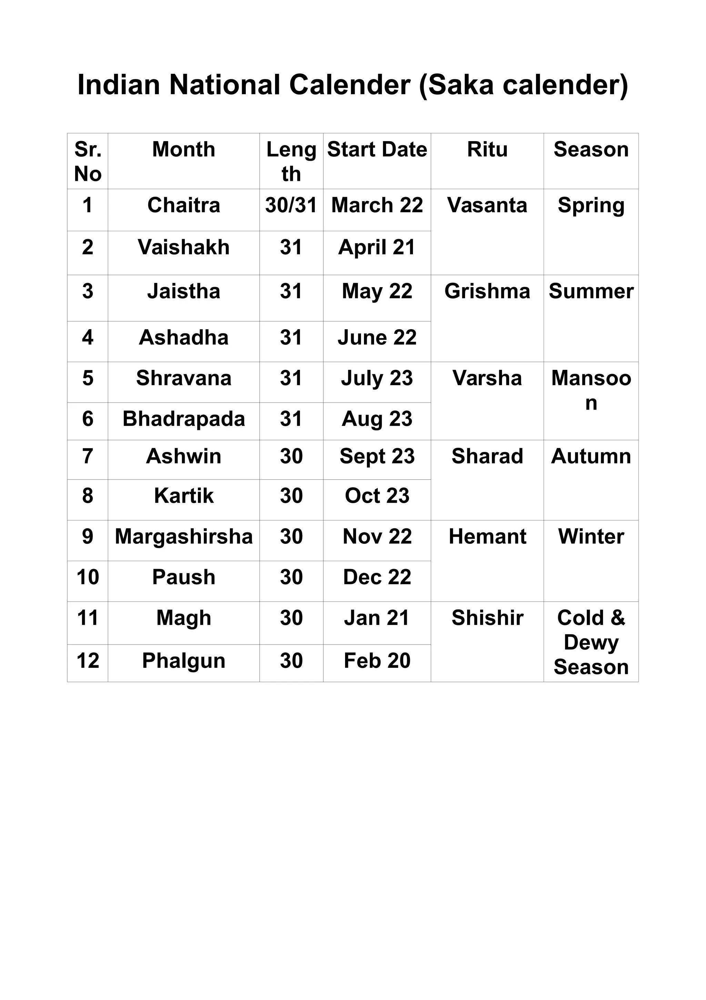 Indian National Calender (Saka calender)
Sr. No Month Leng th Start Date Ritu Season
1 Chaitra 30/31 March 22 Vasanta Spring
2 Vaishakh 31 April 21
3 Jaistha 31 May 22 Grishma Summer
4 Ashadha 31 June 22
5 Shravana 31 July 23 Varsha Mansoo n
6 Bhadrapada 31 Aug 23
7 Ashwin 30 Sept 23 Sharad Autumn
8 Kartik 30 Oct 23
9 Margashirsha 30 Nov 22 Hemant Winter
10 Paush 30 Dec 22
11 Magh 30 Jan 21 Shishir Cold & Dewy Season
12 Phalgun 30 Feb 20